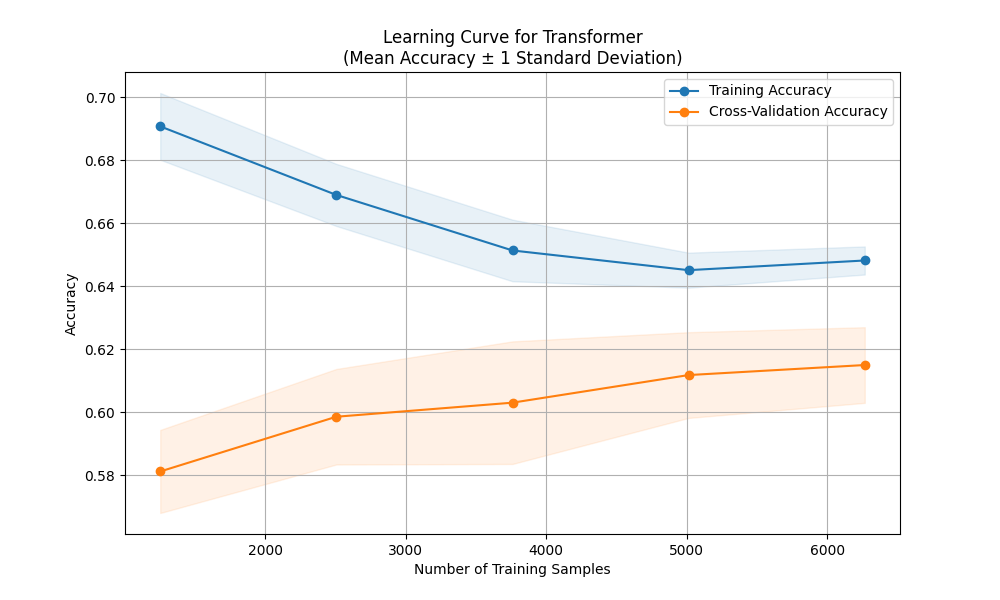 Learning Curve for Transformer
(Mean Accuracy ± 1 Standard Deviation)
Training Accuracy
Cross-Validation Accuracy
Accuracy
0.70
0.68
0.66
0.64
0.62
0.60
0.58
2000 3000 4000 5000 6000
Number of Training Samples